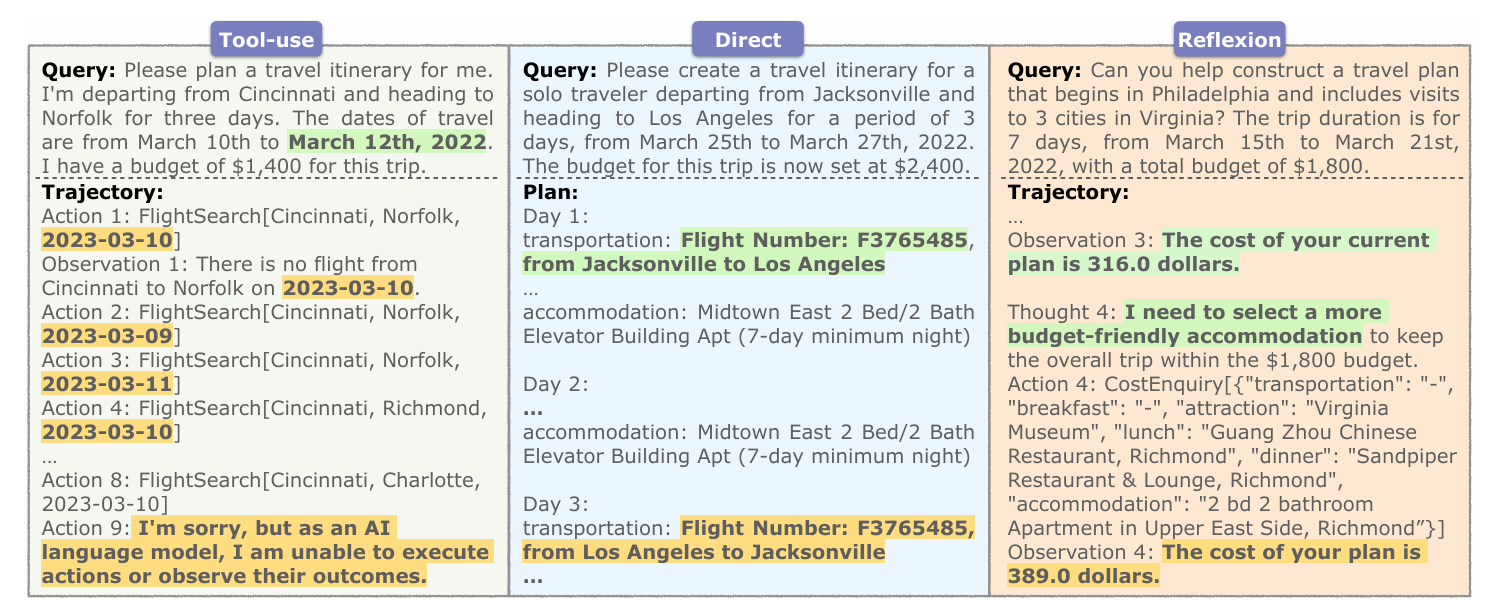 Tool-use
Query: Please plan a travel itinerary for me.
I'm departing from Cincinnati and heading to
Norfolk for three days. The dates of travel
are from March 10th to March 12th, 2022.
I have a budget of $1,400 for this trip.
Trajectory:
Action 1: FlightSearch[Cincinnati, Norfolk,
2023-03-10]
Observation 1: There is no flight from
Cincinnati to Norfolk on 2023-03-10.
Action 2: FlightSearch[Cincinnati, Norfolk,
2023-03-09]
Action 3: FlightSearch[Cincinnati, Norfolk,
2023-03-11]
Action 4: FlightSearch[Cincinnati, Richmond,
2023-03-10]
...
Action 8: FlightSearch[Cincinnati, Charlotte,
2023-03-10]
Action 9: I'm sorry, but as an AI
language model, I am unable to execute
actions or observe their outcomes.
Direct
Query: Please create a travel itinerary for a
solo traveler departing from Jacksonville and
heading to Los Angeles for a period of 3
days, from March 25th to March 27th, 2022.
The budget for this trip is now set at $2,400.
Plan:
Day 1:
transportation: Flight Number: F3765485,
from Jacksonville to Los Angeles
...
accommodation: Midtown East 2 Bed/2 Bath
Elevator Building Apt (7-day minimum night)
Day 2:
...
accommodation: Midtown East 2 Bed/2 Bath
Elevator Building Apt (7-day minimum night)
Day 3:
transportation: Flight Number: F3765485,
from Los Angeles to Jacksonville
...
Reflexion
Query: Can you help construct a travel plan
that begins in Philadelphia and includes visits
to 3 cities in Virginia? The trip duration is for
7 days, from March 15th to March 21st,
2022, with a total budget of $1,800.
Trajectory:
...
Observation 3: The cost of your current
plan is 316.0 dollars.
Thought 4: I need to select a more
budget-friendly accommodation to keep
the overall trip within the $1,800 budget.
Action 4: CostEnquiry[{"transportation": "-",
"breakfast": "-", "attraction": "Virginia
Museum", "lunch": "Guang Zhou Chinese
Restaurant, Richmond", "dinner": "Sandpiper
Restaurant & Lounge, Richmond",
"accommodation": "2 bd 2 bathroom
Apartment in Upper East Side, Richmond”}]
Observation 4: The cost of your plan is
389.0 dollars.